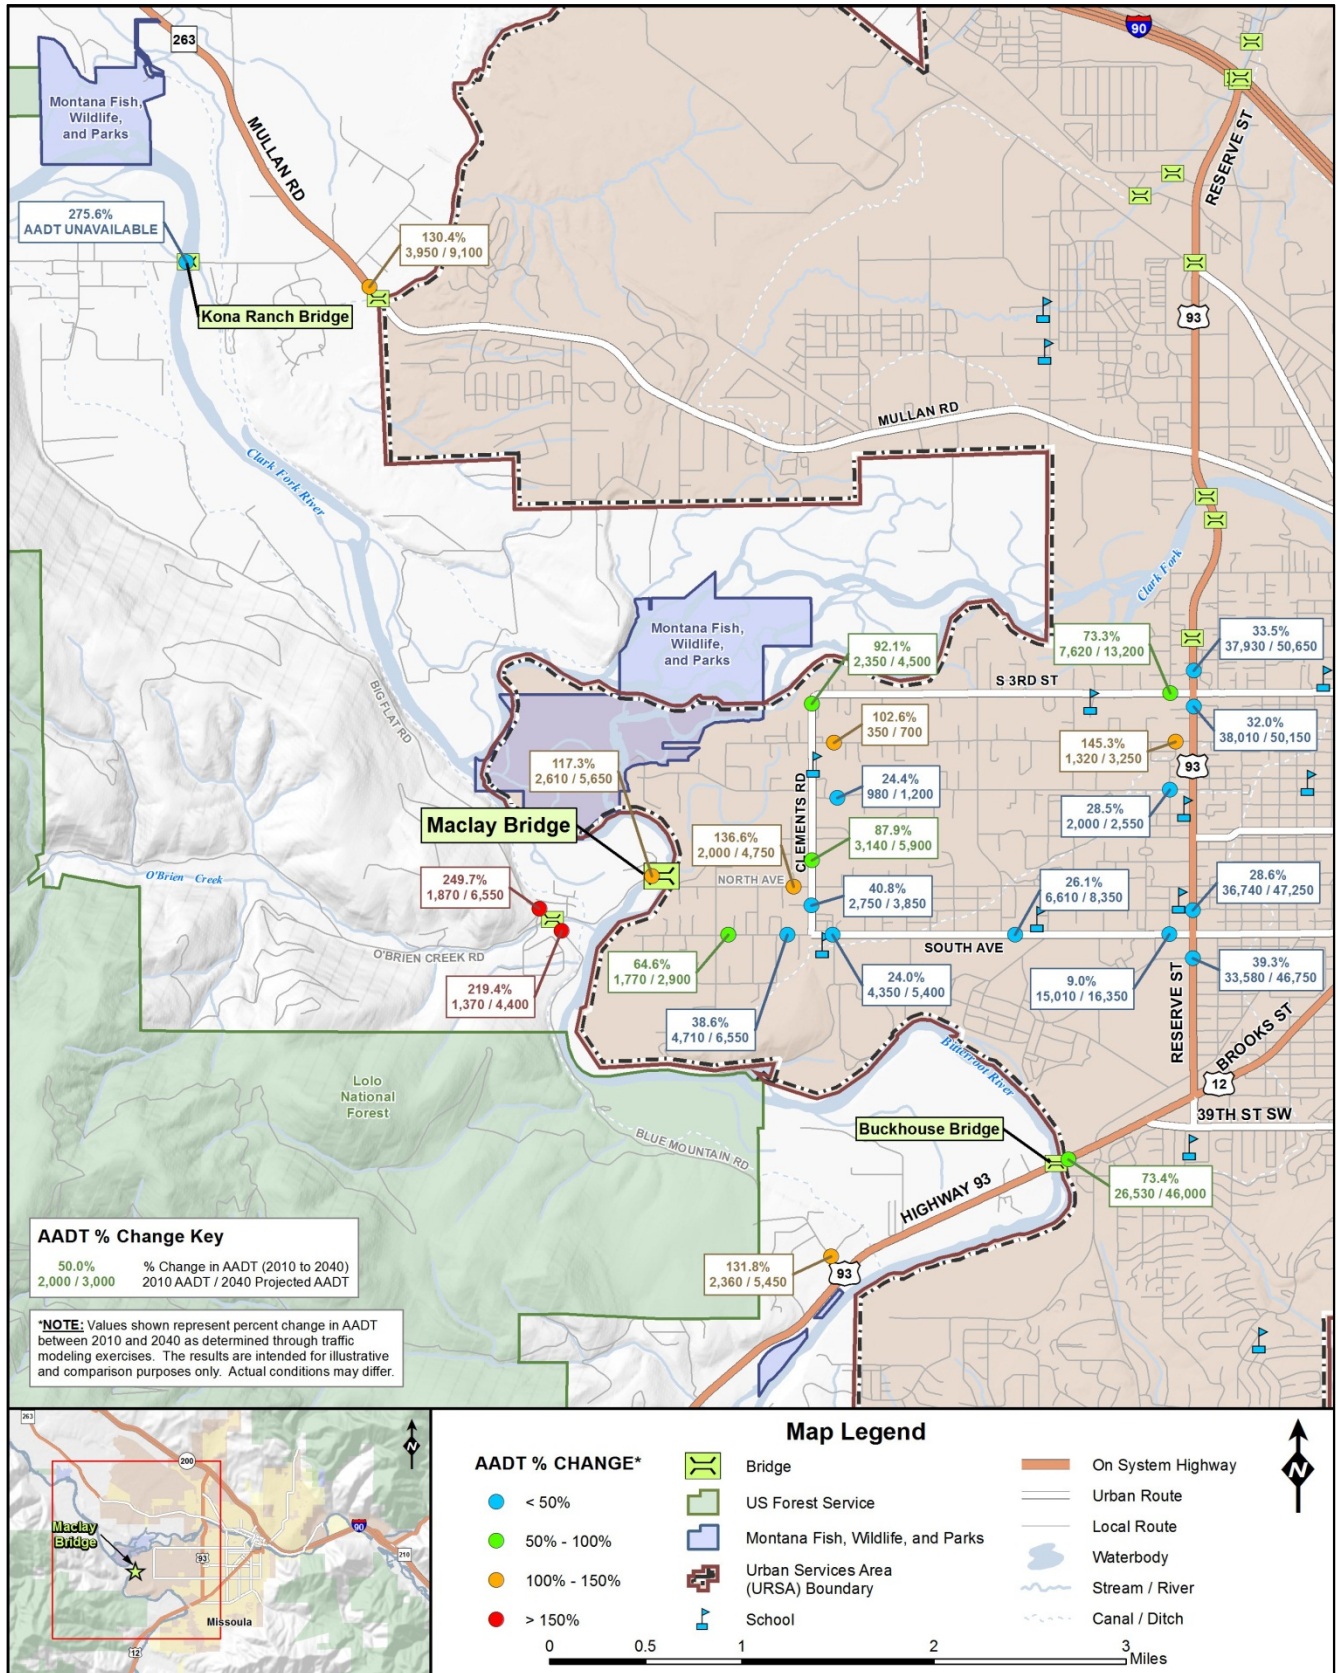 263
90
Montana Fish,
Wildlife,
and Parks
MULLAN RD
RESERVE ST
275.6%
AADT UNAVAILABLE
130.4%
3,950 / 9,100
Kona Ranch Bridge
93
MULLAN RD
Clark Fork River
Clark Fork
Montana Fish,
Wildlife,
and Parks
92.1%
2,350 / 4,500
73.3%
7,620 / 13,200
33.5%
37,930 / 50,650
S 3RD ST
BIG FLAT RD
102.6%
350 / 700
145.3%
1,320 / 3,250
32.0%
38,010 / 50,150
117.3%
2,610 / 5,650
93
24.4%
980 / 1,200
28.5%
2,000 / 2,550
CLEMENTS RD
Maclay Bridge
136.6%
2,000 / 4,750
87.9%
3,140 / 5,900
NORTH AVE
O'Brien Creek
249.7%
1,870 / 6,550
40.8%
2,750 / 3,850
26.1%
6,610 / 8,350
28.6%
36,740 / 47,250
SOUTH AVE
O'BRIEN CREEK RD
64.6%
1,770 / 2,900
24.0%
4,350 / 5,400
9.0%
15,010 / 16,350
39.3%
33,580 / 46,750
219.4%
1,370 / 4,400
38.6%
4,710 / 6,550
RESERVE ST
BROOKS ST
Bitterroot River
12
Lolo
National
Forest
39TH ST SW
BLUE MOUNTAIN RD
Buckhouse Bridge
73.4%
26,530 / 46,000
HIGHWAY 93
131.8%
2,360 / 5,450
93
AADT % Change Key
50.0% % Change in AADT (2010 to 2040)
2,000 / 3,000 2010 AADT / 2040 Projected AADT
*NOTE: Values shown represent percent change in AADT
between 2010 and 2040 as determined through traffic
modeling exercises. The results are intended for illustrative
and comparison purposes only. Actual conditions may differ.
263
N
200
Maclay
Bridge
90
93
210
Missoula
12
Map Legend
AADT % CHANGE*
< 50%
50% - 100%
100% - 150%
> 150%
Bridge
US Forest Service
Montana Fish, Wildlife, and Parks
Urban Services Area
(URSA) Boundary
School
On System Highway
Urban Route
Local Route
Waterbody
Stream / River
Canal / Ditch
N
0 0.5 1 2 3
Miles